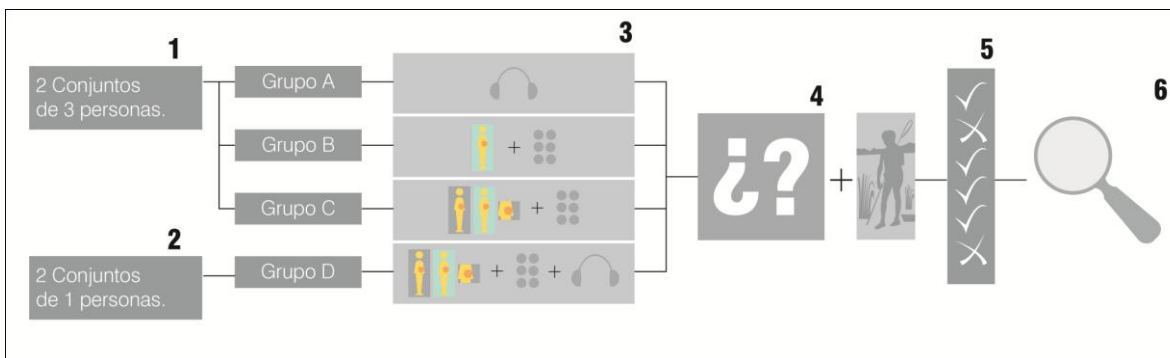 1
2 Conjuntos
de 3 personas.
Grupo A
Grupo B
Grupo C
2
2 Conjuntos
de 1 personas.
Grupo D
3
+
+
+ +
4
¿?
+
5
6